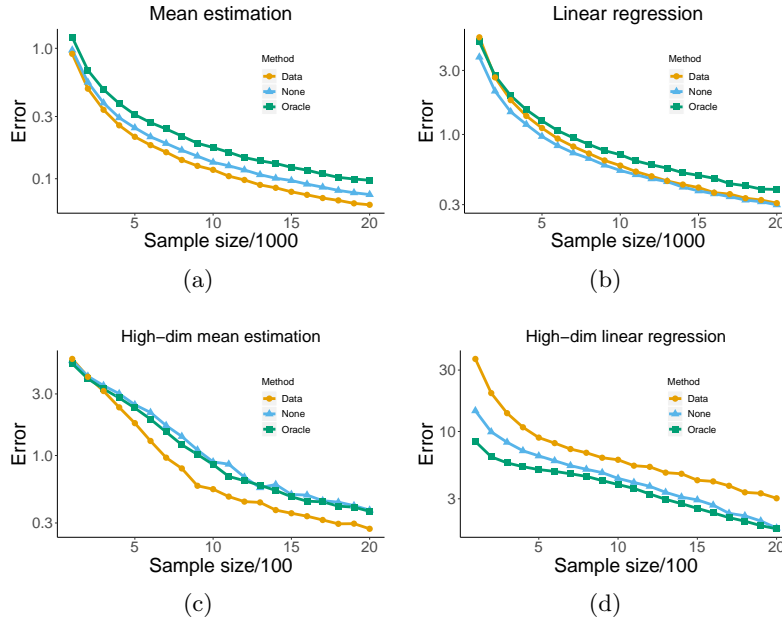 Mean estimation
Error
1.0
0.3
0.1
Method
Data
None
Oracle
5
10
15
20
Sample size/1000
(a)
Linear regression
Error
3.0
1.0
0.3
Method
Data
None
Oracle
5
10
15
20
Sample size/1000
(b)
High-dim mean estimation
Error
3.0
1.0
0.3
Method
Data
None
Oracle
5
10
15
20
Sample size/100
(c)
High-dim linear regression
Error
30
10
3
Method
Data
None
Oracle
5
10
15
20
Sample size/100
(d)